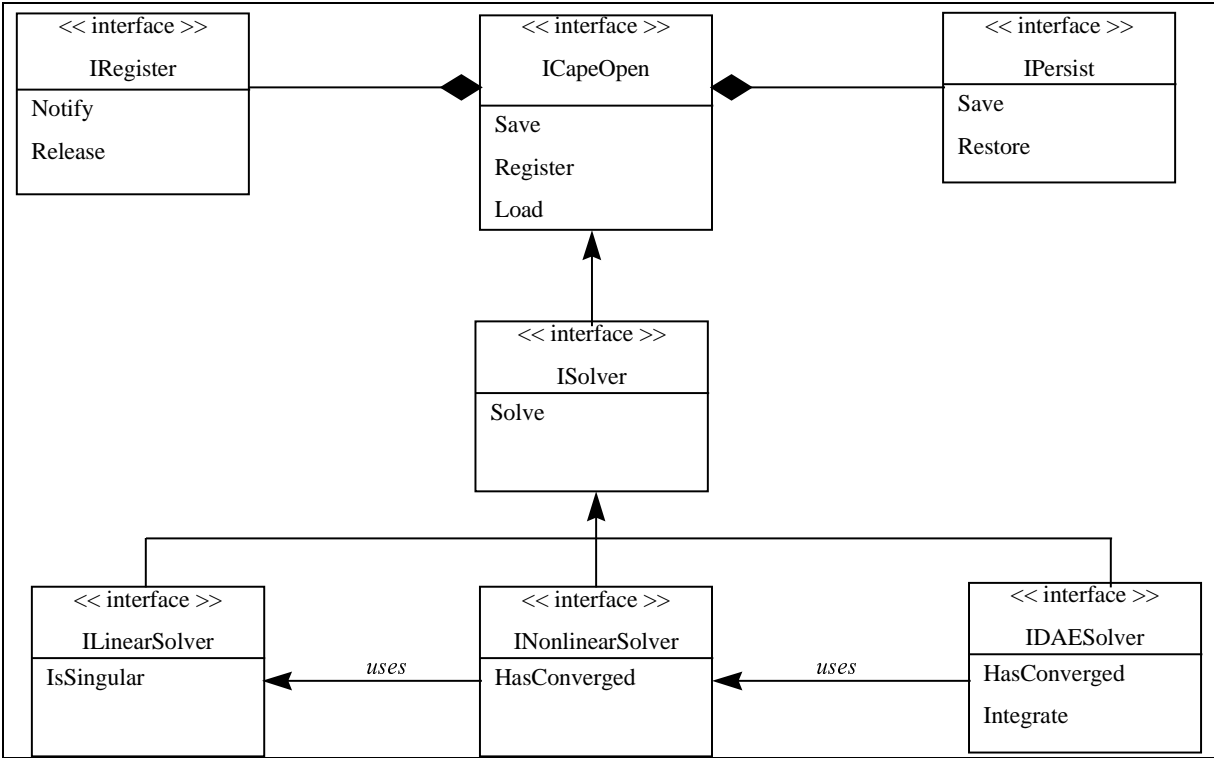 << interface >>
IRegister
Notify
Release
<< interface >>
ICapeOpen
Save
Register
Load
<< interface >>
IPersist
Save
Restore
<< interface >>
ISolver
Solve
<< interface >>
ILinearSolver
IsSingular
uses
<< interface >>
INonlinearSolver
HasConverged
uses
<< interface >>
IDAESolver
HasConverged
Integrate